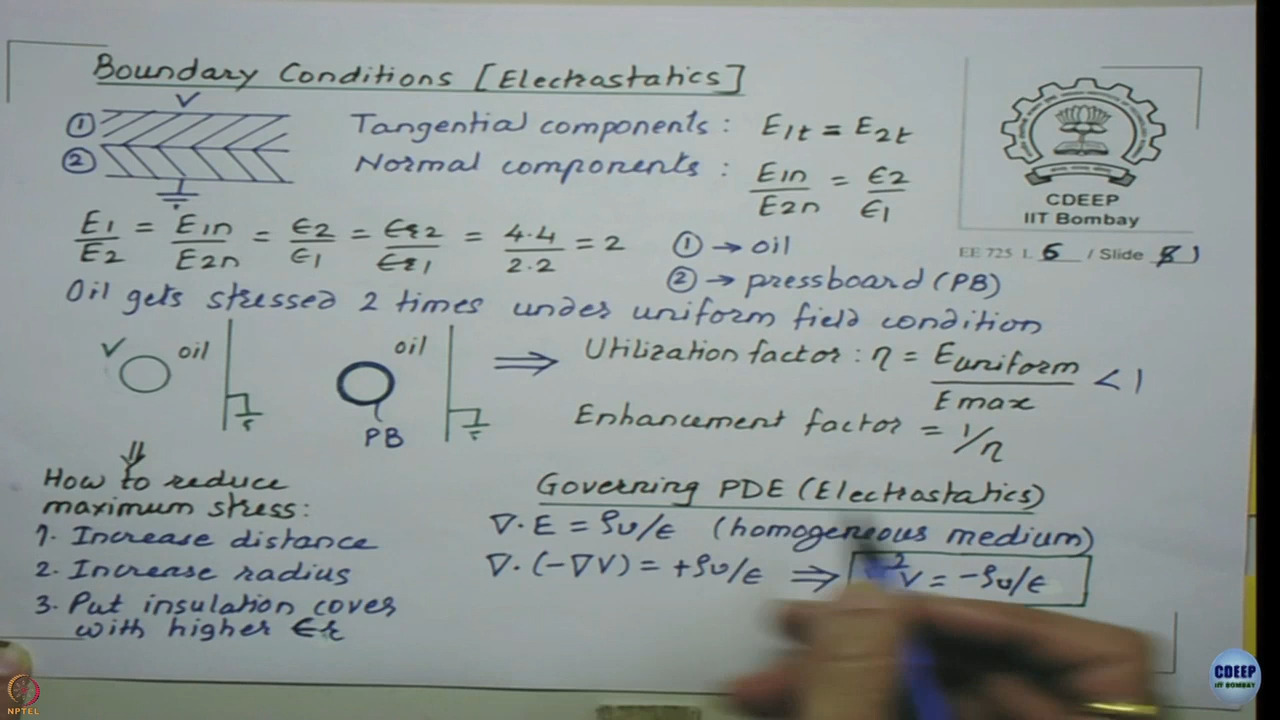 Boundary Conditions [Electrostatics]
V
① Tangential components : E1t = E2t
② Normal components : E1n/E2n = ϵ2/ϵ1
E1/E2 = E1n/E2n = ϵ2/ϵ1 = ϵr2/ϵr1 = 4.4/2.2 = 2
① → oil
② → pressboard (PB)
Oil gets stressed 2 times under uniform field condition
V oil
oil
PB
⇒ Utilization factor : η = Euniform/Emax < 1
Enhancement factor = 1/η
⇓
How to reduce
maximum stress :
1. Increase distance
2. Increase radius
3. Put insulation cover
with higher ϵr
Governing PDE (Electrostatics)
∇·E = ρv/ϵ (homogeneous medium)
∇·(-∇V) = +ρv/ϵ ⇒ ²V = -ρv/ϵ
CDEEP
IIT Bombay
EE 725 L 6 / Slide
NPTEL
CDEEP
IIT BOMBAY